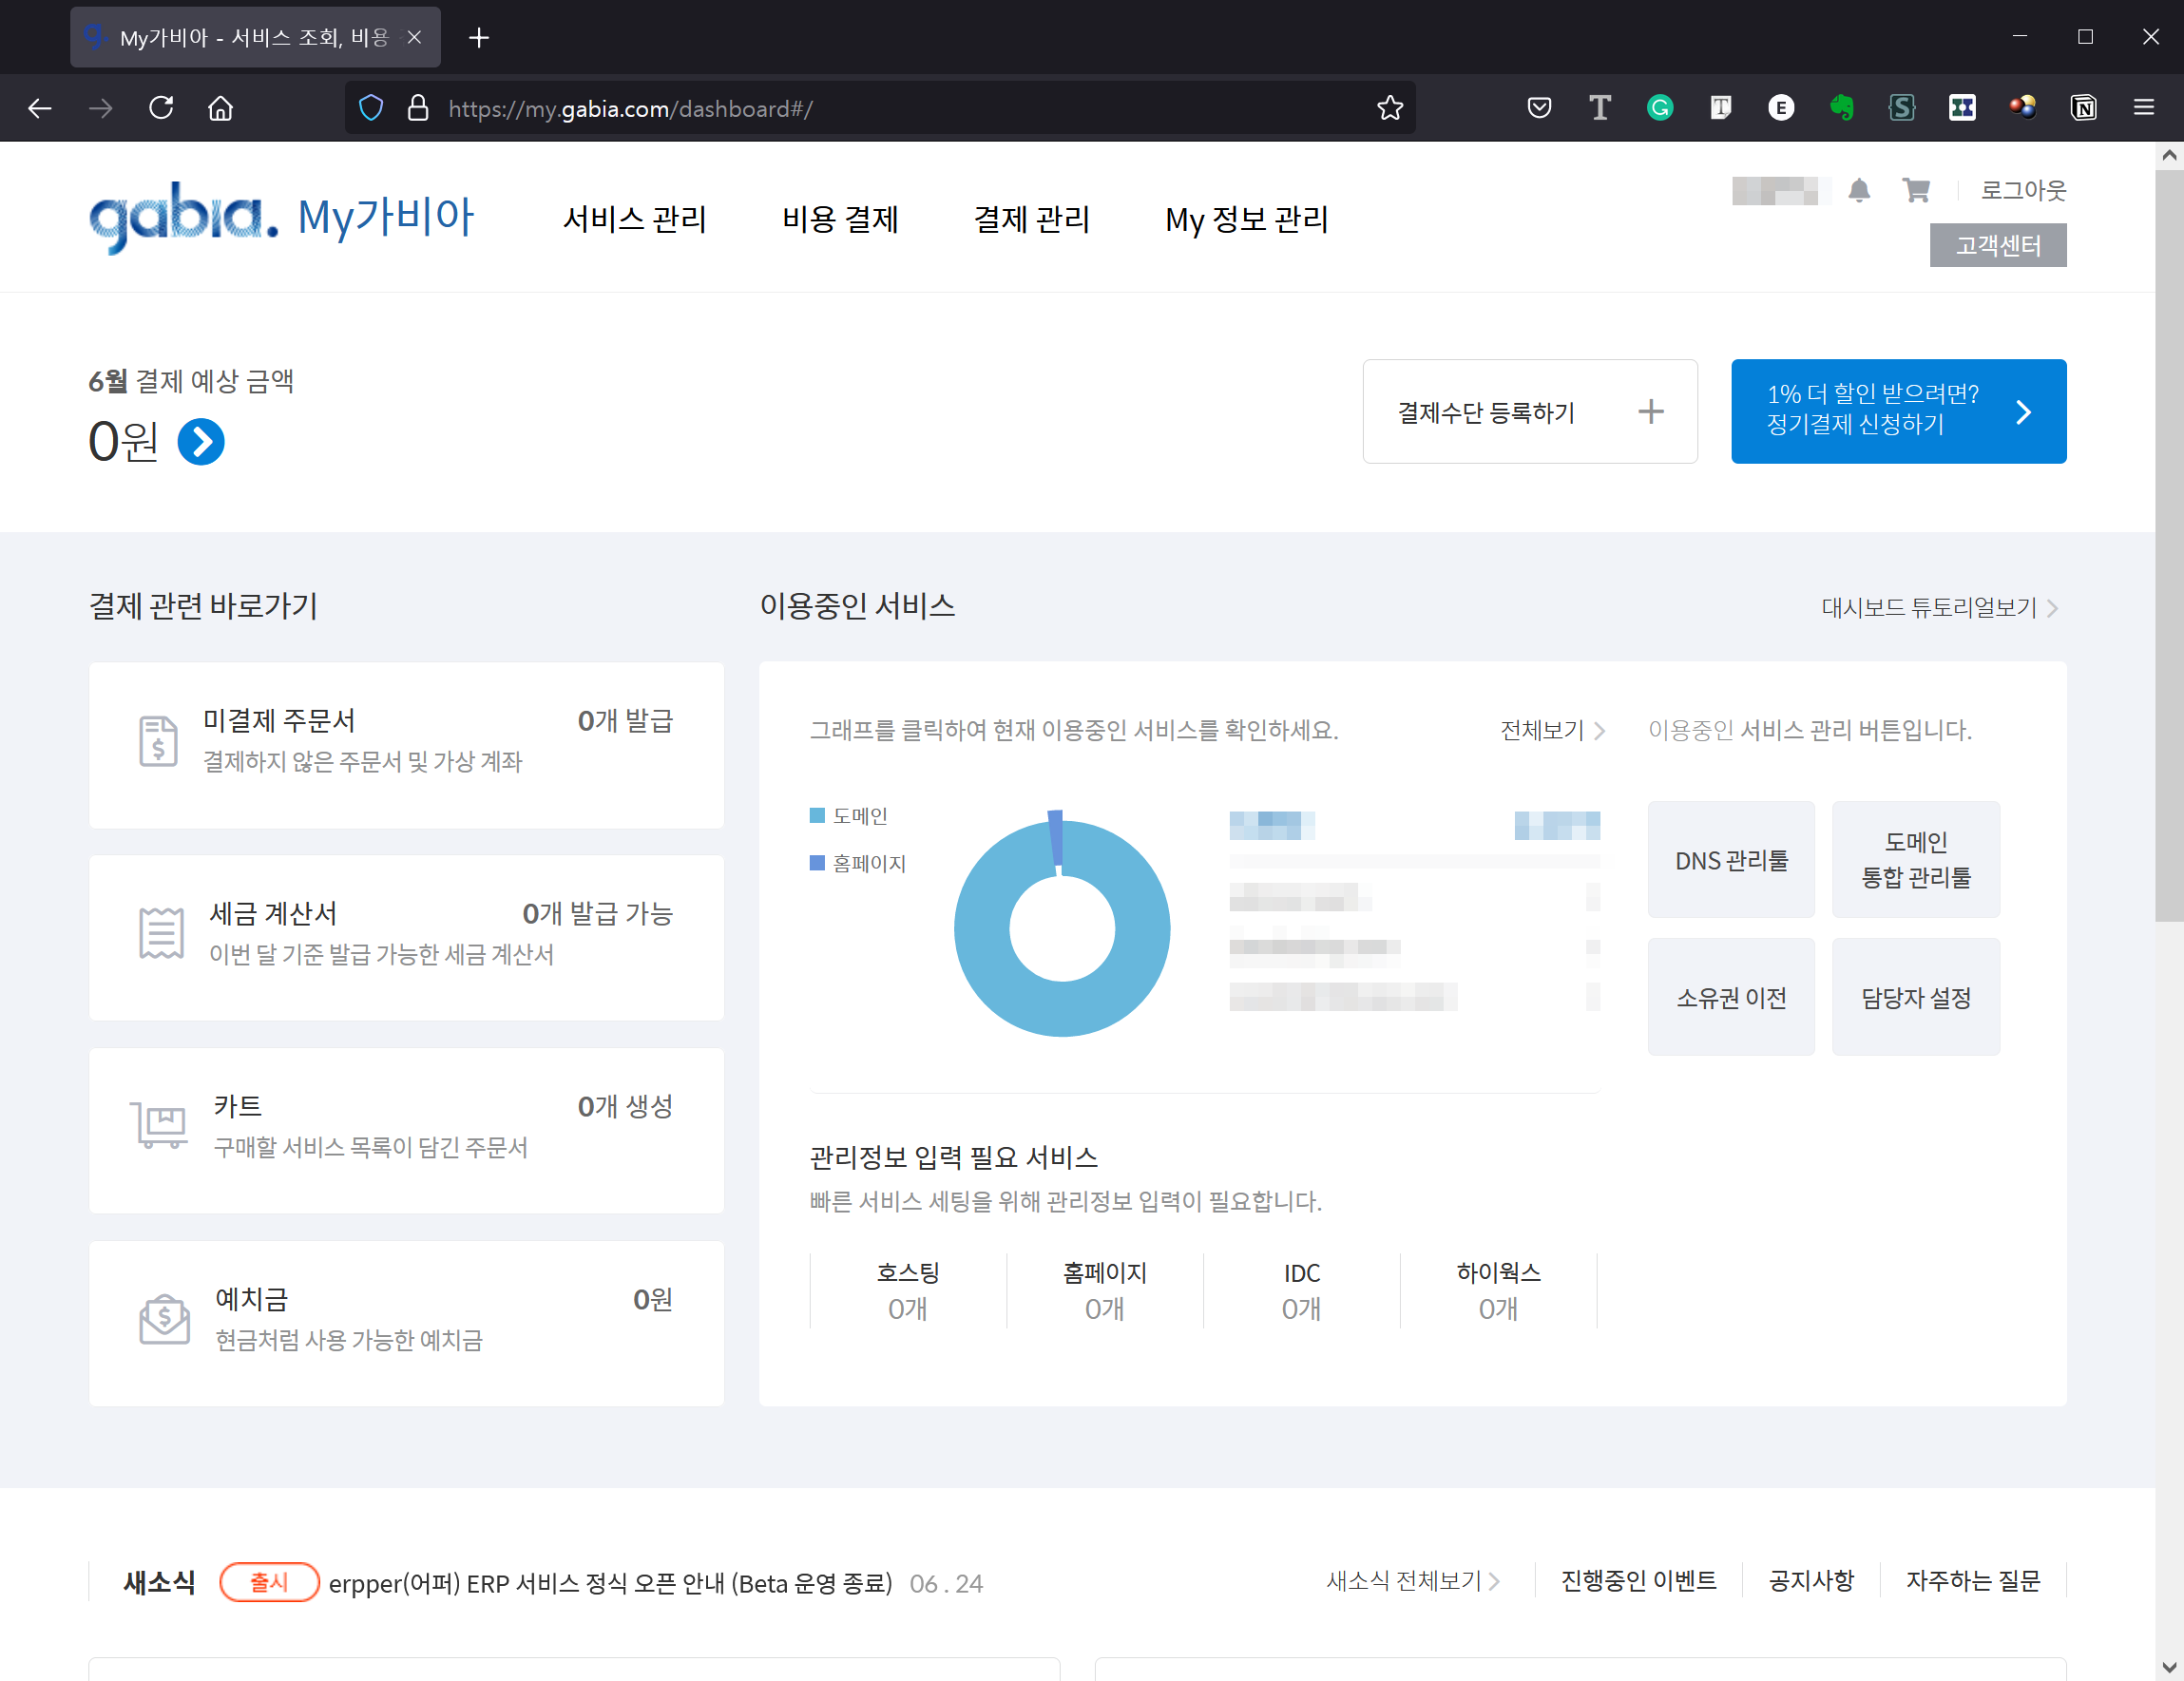 My가비아 - 서비스 조회, 비용
https://my.gabia.com/dashboard#/
gabia. My가비아
서비스 관리
비용 결제
결제 관리
My 정보 관리
로그아웃
고객센터
6월 결제 예상 금액
0원
결제수단 등록하기
1% 더 할인 받으려면?
정기결제 신청하기
결제 관련 바로가기
미결제 주문서
0개 발급
결제하지 않은 주문서 및 가상 계좌
세금 계산서
0개 발급 가능
이번 달 기준 발급 가능한 세금 계산서
카트
0개 생성
구매할 서비스 목록이 담긴 주문서
예치금
0원
현금처럼 사용 가능한 예치금
이용중인 서비스
대시보드 튜토리얼보기
그래프를 클릭하여 현재 이용중인 서비스를 확인하세요.
전체보기
도메인
홈페이지
이용중인 서비스 관리 버튼입니다.
DNS 관리툴
도메인
통합 관리툴
소유권 이전
담당자 설정
관리정보 입력 필요 서비스
빠른 서비스 세팅을 위해 관리정보 입력이 필요합니다.
호스팅
0개
홈페이지
0개
IDC
0개
하이웍스
0개
새소식
출시
erpper(어퍼) ERP 서비스 정식 오픈 안내 (Beta 운영 종료)
06 . 24
새소식 전체보기
진행중인 이벤트
공지사항
자주하는 질문